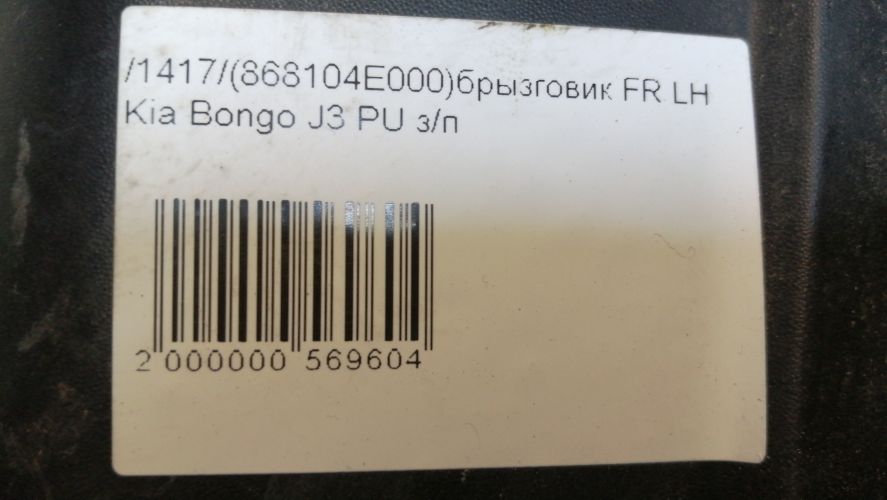 /1417/(868104E000)брызговик FR LH
Kia Bongo J3 PU з/п
2 000000 569604